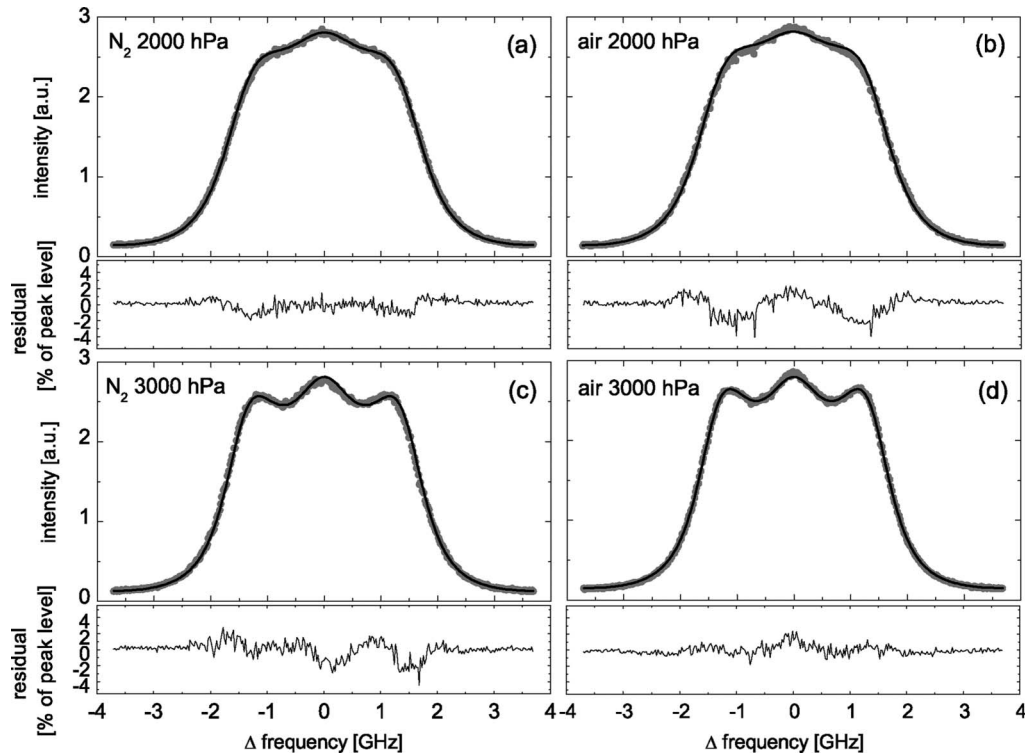 N2 2000 hPa
(a)
3
2
1
0
intensity [a.u.]
air 2000 hPa
(b)
4
2
0
-2
-4
residual
[% of peak level]
N2 3000 hPa
(c)
3
2
1
0
intensity [a.u.]
air 3000 hPa
(d)
4
2
0
-2
-4
residual
[% of peak level]
-4 -3 -2 -1 0 1 2 3 4
Δ frequency [GHz]
-3 -2 -1 0 1 2 3 4
Δ frequency [GHz]